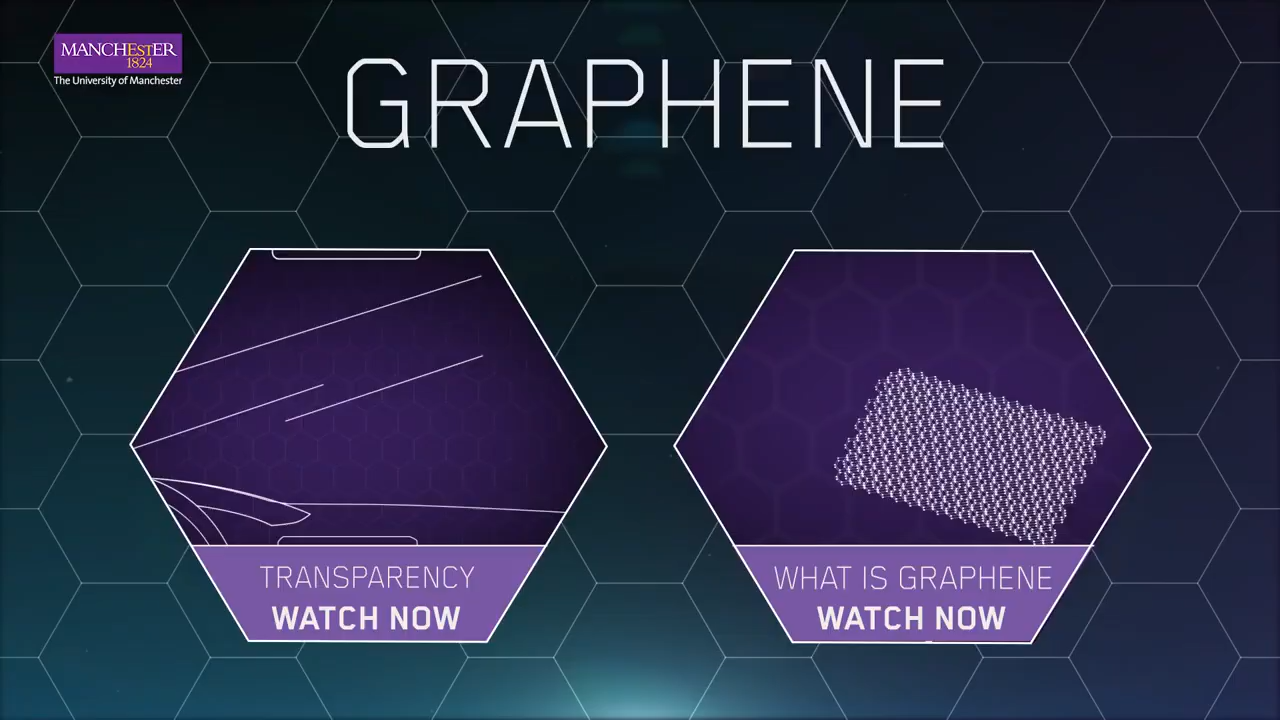 MANCHESTER
1824
The University of Manchester
GRAPHENE
TRANSPARENCY
WATCH NOW
WHAT IS GRAPHENE
WATCH NOW